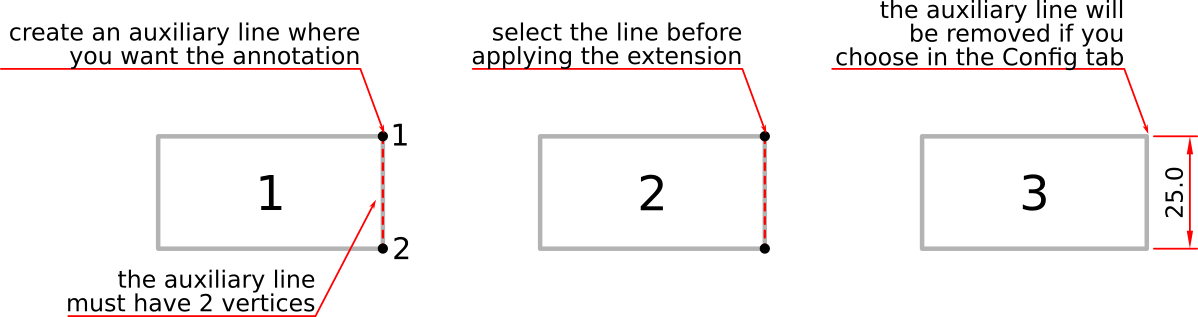 create an auxiliary line where
you want the annotation
1
1
2
the auxiliary line
must have 2 vertices
select the line before
applying the extension
2
the auxiliary line will
be removed if you
choose in the Config tab
3
25.0